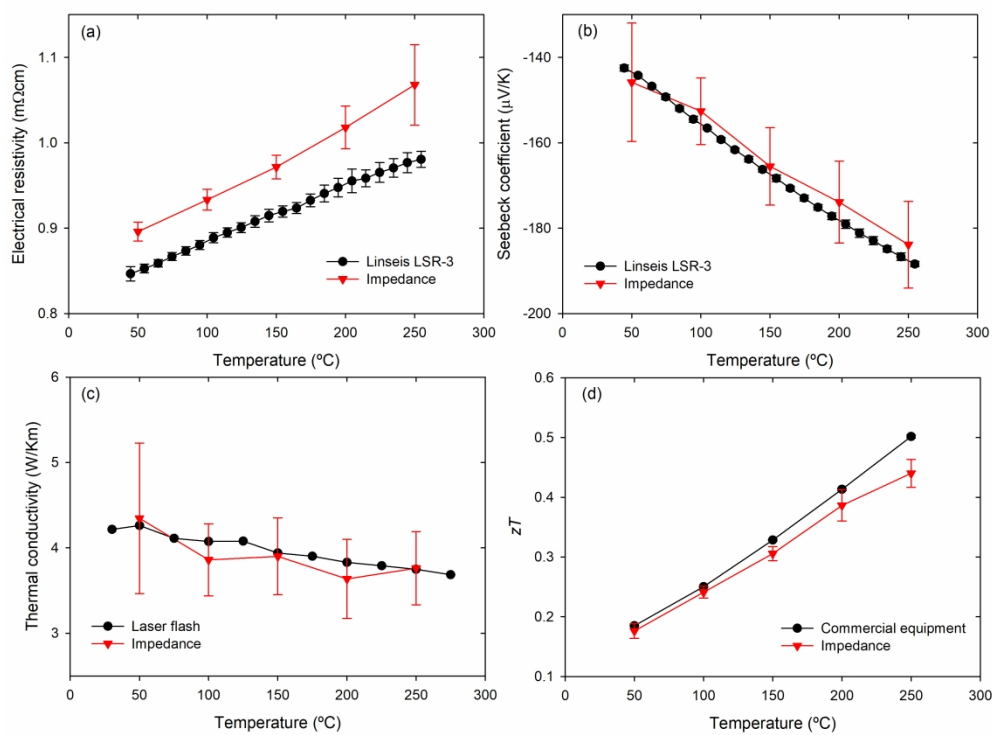 (a)
Electrical resistivity (mΩcm)
1.1
1.0
0.9
0.8
Linseis LSR-3
Impedance
0 50 100 150 200 250 300
Temperature (ºC)
(b)
Seebeck coefficient (μV/K)
-140
-160
-180
-200
Linseis LSR-3
Impedance
0 50 100 150 200 250 300
Temperature (ºC)
(c)
Thermal conductivity (W/Km)
6
5
4
3
Laser flash
Impedance
0 50 100 150 200 250 300
Temperature (ºC)
(d)
zT
0.6
0.5
0.4
0.3
0.2
0.1
Commercial equipment
Impedance
0 50 100 150 200 250 300
Temperature (ºC)